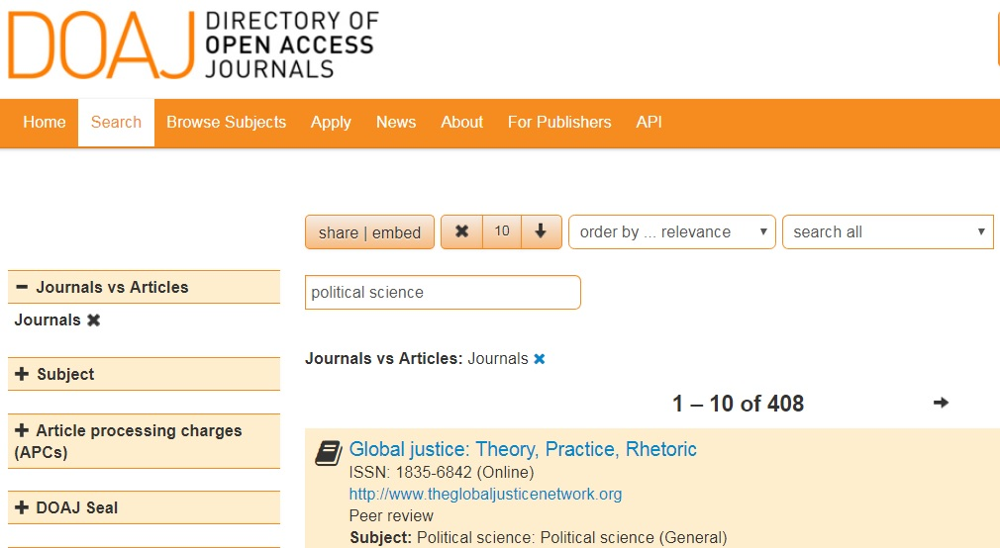 DOAJ
DIRECTORY OF
OPEN ACCESS
JOURNALS
Home Search Browse Subjects Apply News About For Publishers API
share | embed 10 order by ... relevance search all
political science
Journals vs Articles
Journals
Subject
Article processing charges
(APCs)
DOAJ Seal
Journals vs Articles: Journals
1 – 10 of 408
Global justice: Theory, Practice, Rhetoric
ISSN: 1835-6842 (Online)
http://www.theglobaljusticenetwork.org
Peer review
Subject: Political science: Political science (General)